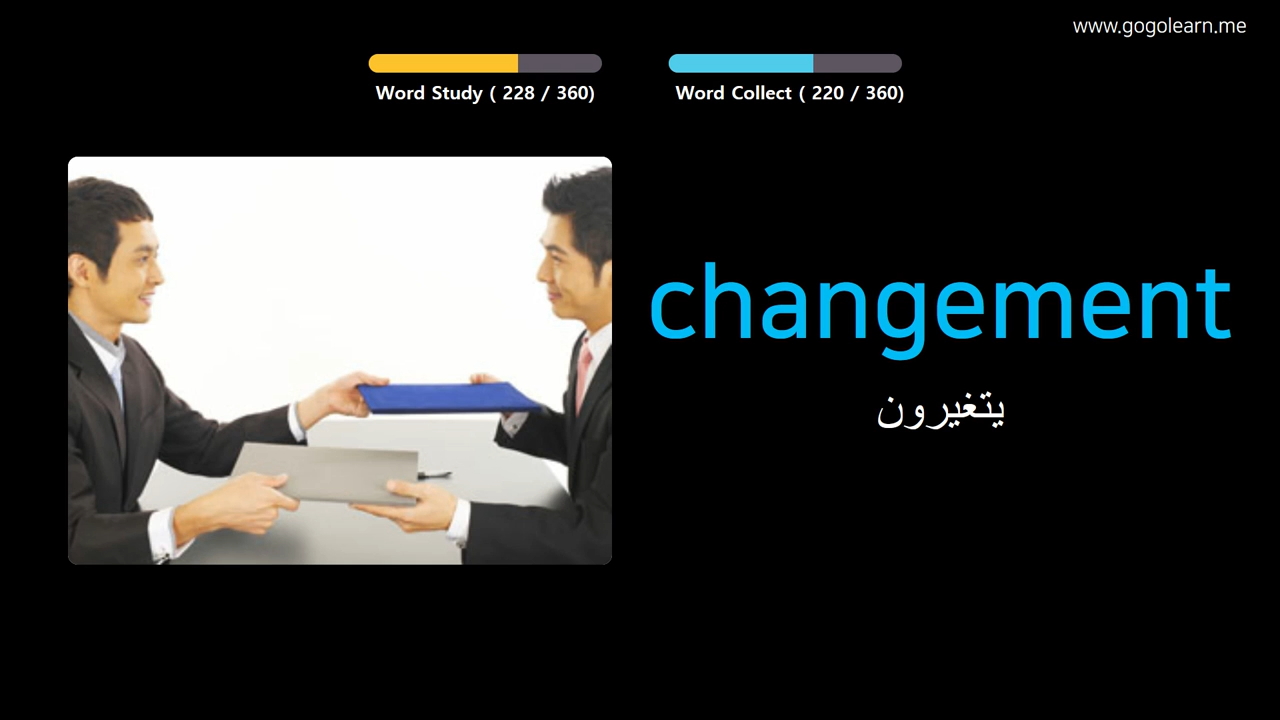 www.gogolearn.me
Word Study ( 228 / 360)
Word Collect ( 220 / 360)
changement
يتغيرون